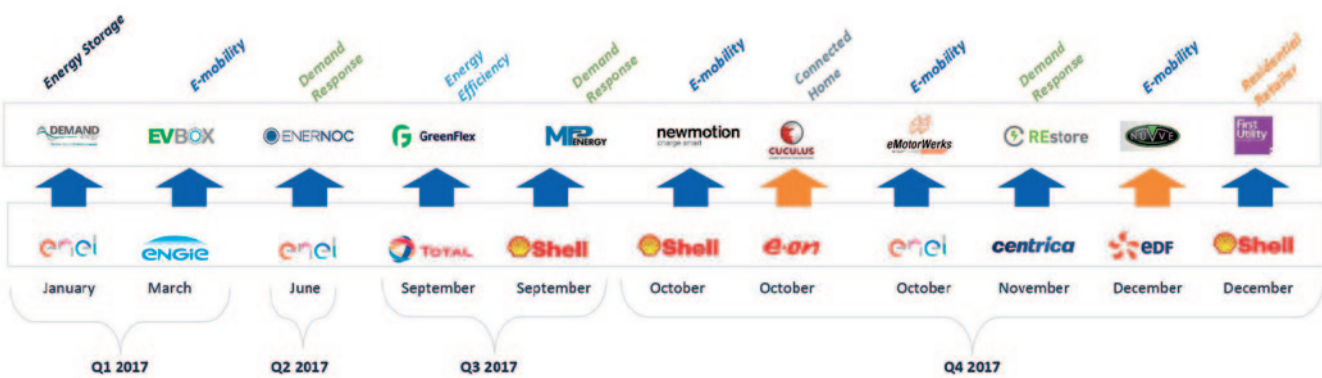 Energy Storage
E-mobility
Demand
Response
Energy
Efficiency
Demand
Response
E-mobility
Connected
Home
E-mobility
Demand
Response
E-mobility
Residential
Retailer
DEMAND
EVBOX
ENERNOC
GreenFlex
MP2
ENERGY
newmotion
charge smart
CUCULUS
eMotorWerks
REstore
NUVVE
First
Utility
enel
ENGIE
enel
TOTAL
Shell
Shell
e·on
enel
centrica
eDF
Shell
January
March
June
September
September
October
October
October
November
December
December
Q1 2017
Q2 2017
Q3 2017
Q4 2017